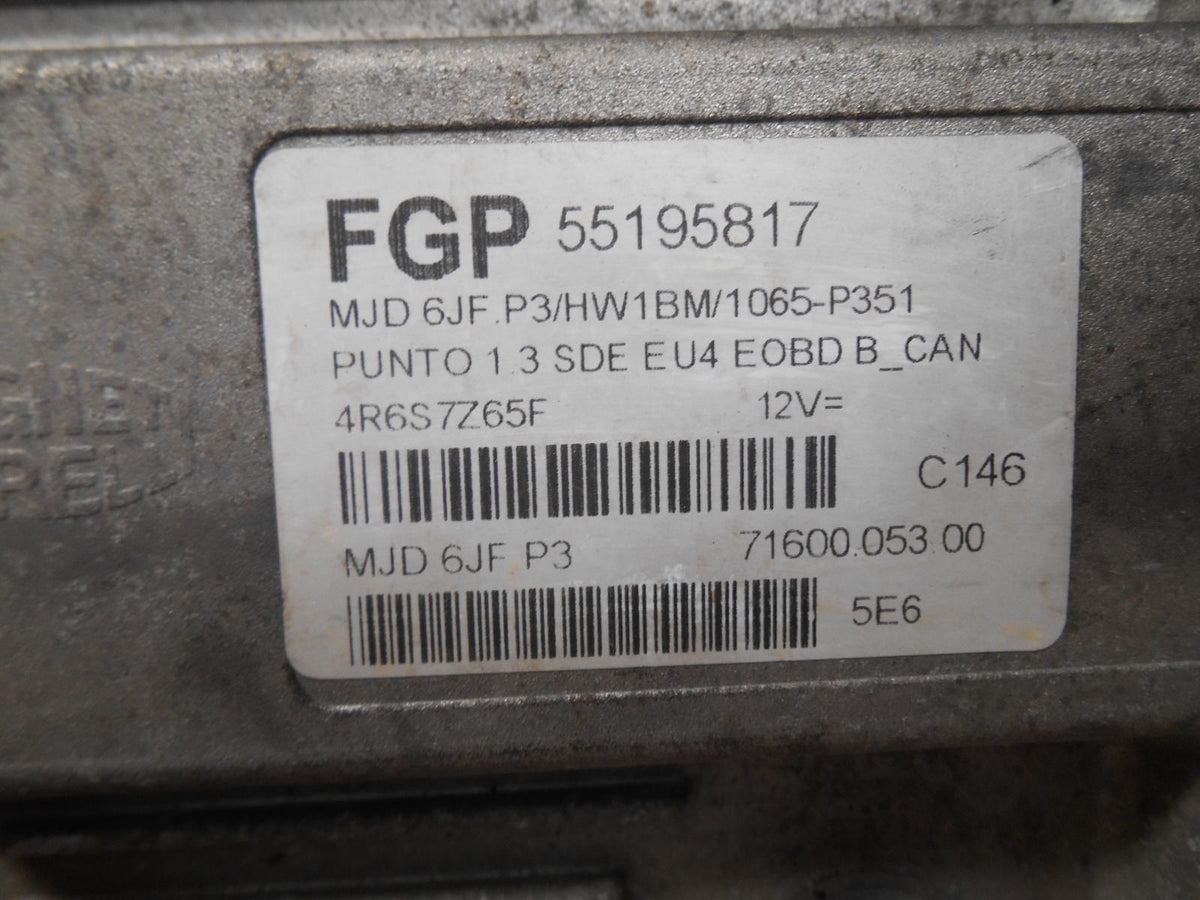 FGP 55195817
MJD 6JF.P3/HW1BM/1065-P351
PUNTO 1.3 SDE EU4 EOBD B_CAN
4R6S7Z65F 12V=
C146
MJD 6JF P3 71600.053.00
5E6